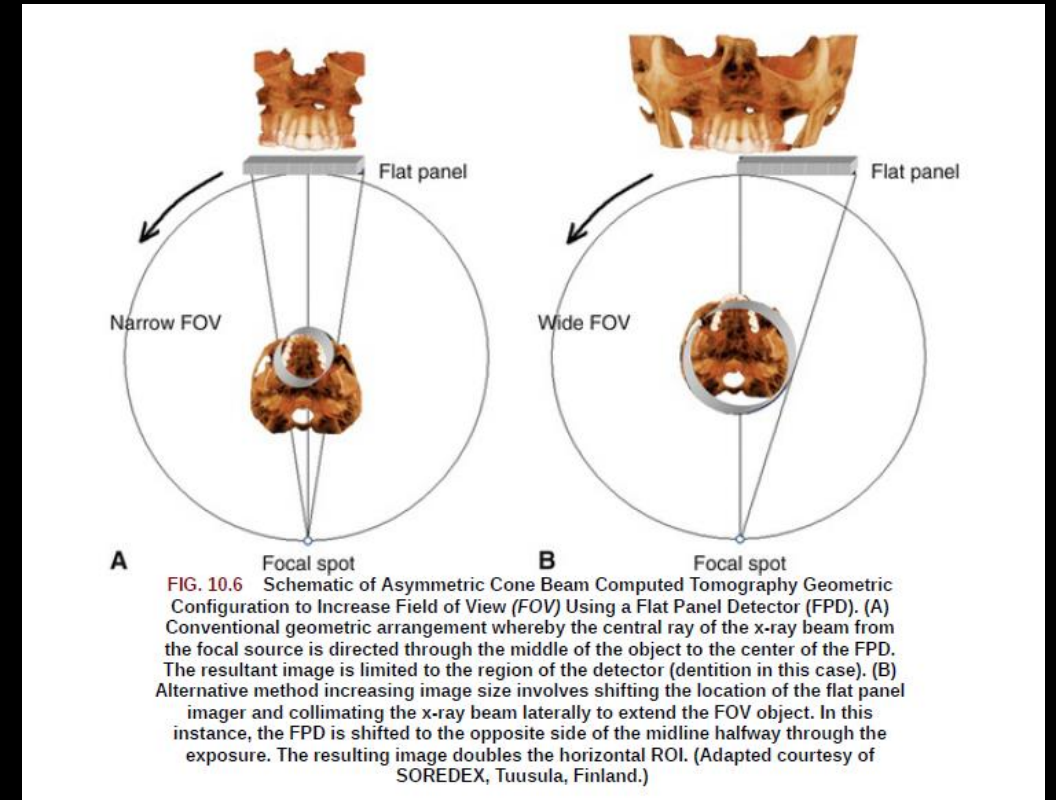 Flat panel
Flat panel
Narrow FOV
Wide FOV
A
Focal spot
B
Focal spot
FIG. 10.6 Schematic of Asymmetric Cone Beam Computed Tomography Geometric
Configuration to Increase Field of View (FOV) Using a Flat Panel Detector (FPD). (A)
Conventional geometric arrangement whereby the central ray of the x-ray beam from
the focal source is directed through the middle of the object to the center of the FPD.
The resultant image is limited to the region of the detector (dentition in this case). (B)
Alternative method increasing image size involves shifting the location of the flat panel
imager and collimating the x-ray beam laterally to extend the FOV object. In this
instance, the FPD is shifted to the opposite side of the midline halfway through the
exposure. The resulting image doubles the horizontal ROI. (Adapted courtesy of
SOREDEX, Tuusula, Finland.)